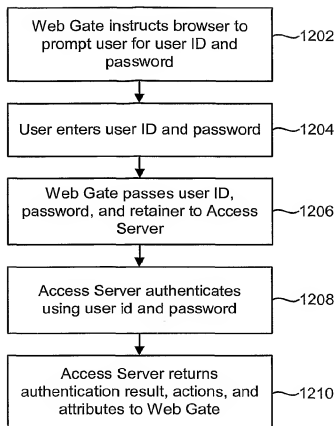 Web Gate instructs browser to
prompt user for user ID and
password
1202
User enters user ID and password
1204
Web Gate passes user ID,
password, and retainer to Access
Server
1206
Access Server authenticates
using user id and password
1208
Access Server returns
authentication result, actions, and
attributes to Web Gate
1210